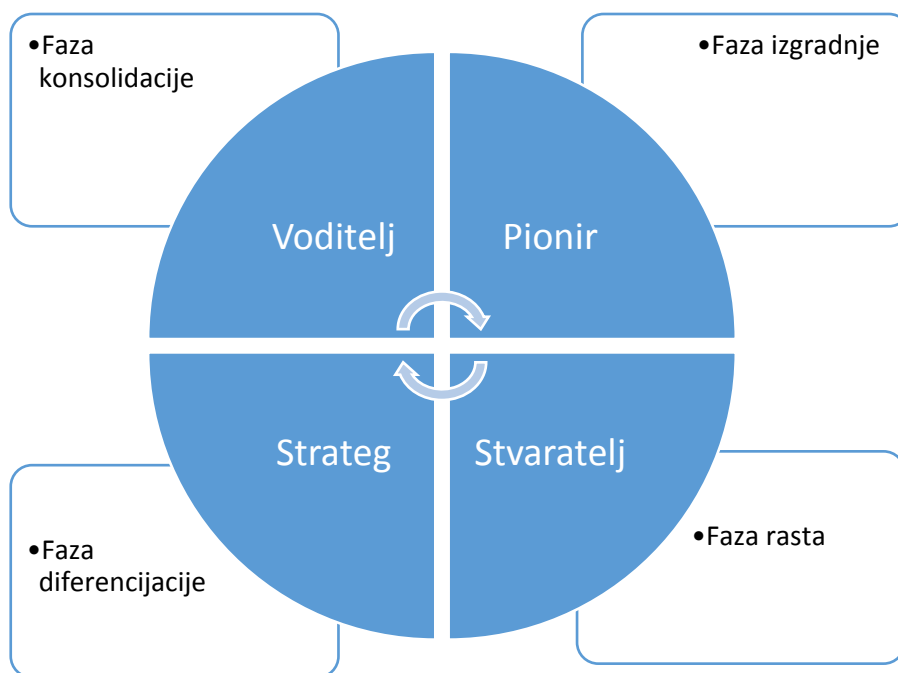 •Faza
konsolidacije
•Faza izgradnje
Voditelj
Pionir
Strateg
Stvaratelj
•Faza
diferencijacije
•Faza rasta